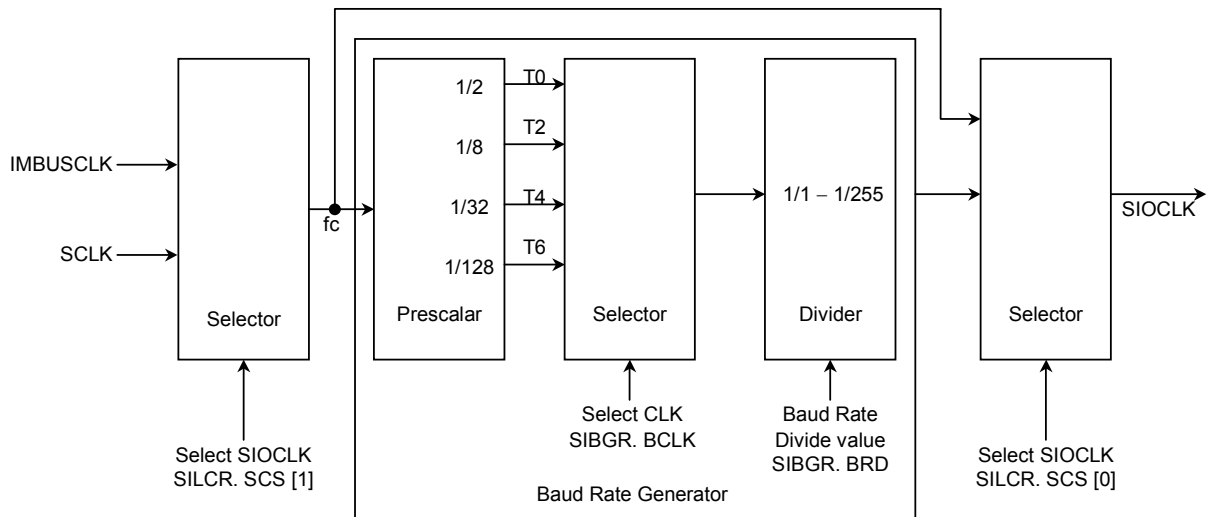 T0
1/2
T2
1/8
IMBUSCLK
1/1 – 1/255
T4
1/32
SIOCLK
fc
SCLK
T6
1/128
Selector
Prescalar
Selector
Divider
Selector
Select CLK
SIBGR. BCLK
Baud Rate
Divide value
SIBGR. BRD
Select SIOCLK
SILCR. SCS [1]
Select SIOCLK
SILCR. SCS [0]
Baud Rate Generator